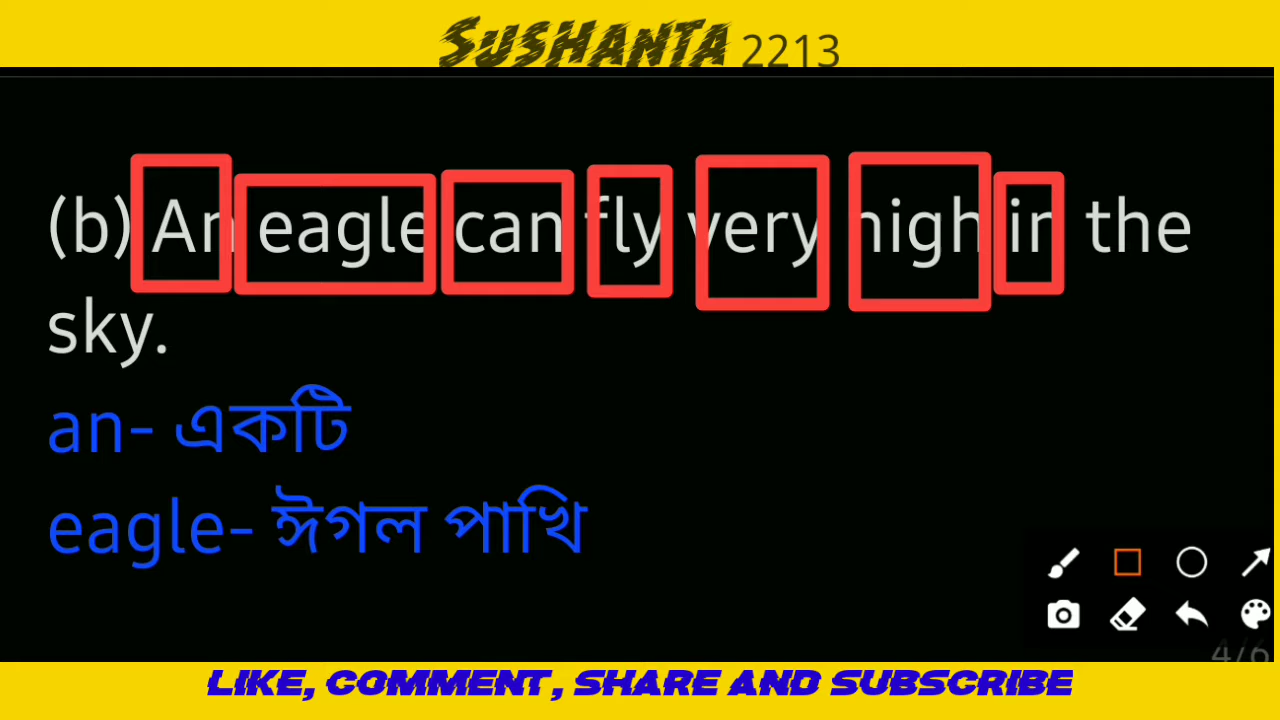 SUSHANTA 2213
(b) An eagle can fly very high in the
sky.
an- একটি
eagle- ঈগল পাখি
4/6
LIKE, COMMENT, SHARE AND SUBSCRIBE